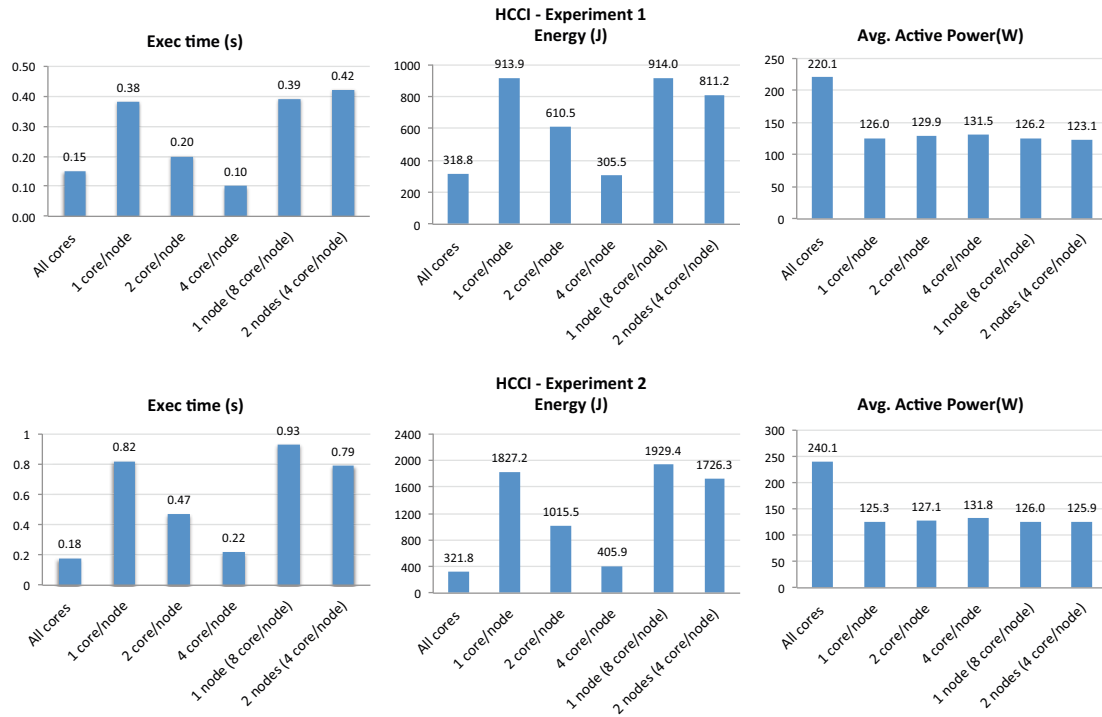 HCCI - Experiment 1
Exec time (s)
0.50
0.40
0.30
0.20
0.10
0.00
0.15
0.38
0.20
0.10
0.39
0.42
All cores
1 core/node
2 core/node
4 core/node
1 node (8 core/node)
2 nodes (4 core/node)
Energy (J)
1000
800
600
400
200
0
318.8
913.9
610.5
305.5
914.0
811.2
All cores
1 core/node
2 core/node
4 core/node
1 node (8 core/node)
2 nodes (4 core/node)
Avg. Active Power(W)
250
200
150
100
50
0
220.1
126.0
129.9
131.5
126.2
123.1
All cores
1 core/node
2 core/node
4 core/node
1 node (8 core/node)
2 nodes (4 core/node)
HCCI - Experiment 2
Exec time (s)
1
0.8
0.6
0.4
0.2
0
0.18
0.82
0.47
0.22
0.93
0.79
All cores
1 core/node
2 core/node
4 core/node
1 node (8 core/node)
2 nodes (4 core/node)
Energy (J)
2400
2000
1600
1200
800
400
0
321.8
1827.2
1015.5
405.9
1929.4
1726.3
All cores
1 core/node
2 core/node
4 core/node
1 node (8 core/node)
2 nodes (4 core/node)
Avg. Active Power(W)
300
250
200
150
100
50
0
240.1
125.3
127.1
131.8
126.0
125.9
All cores
1 core/node
2 core/node
4 core/node
1 node (8 core/node)
2 nodes (4 core/node)